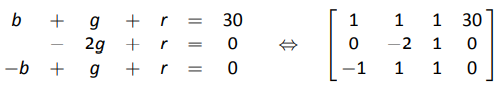 b + g + r = 30 [ 1 1 1 30
− 2g + r = 0 ⇔ 0 −2 1 0
−b + g + r = 0 −1 1 1 0 ]